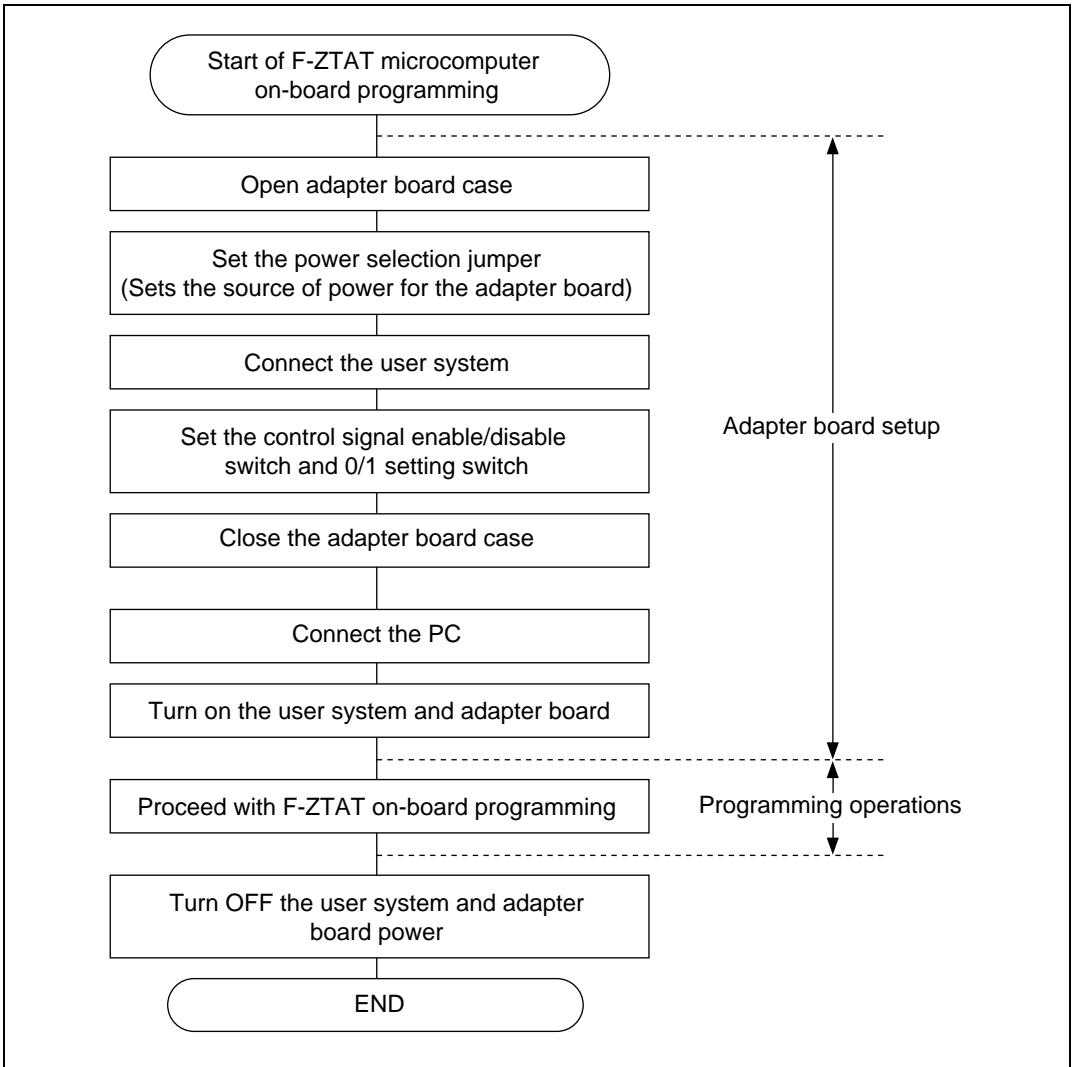 Start of F-ZTAT microcomputer
on-board programming
Open adapter board case
Set the power selection jumper
(Sets the source of power for the adapter board)
Connect the user system
Set the control signal enable/disable
switch and 0/1 setting switch
Adapter board setup
Close the adapter board case
Connect the PC
Turn on the user system and adapter board
Proceed with F-ZTAT on-board programming
Programming operations
Turn OFF the user system and adapter
board power
END